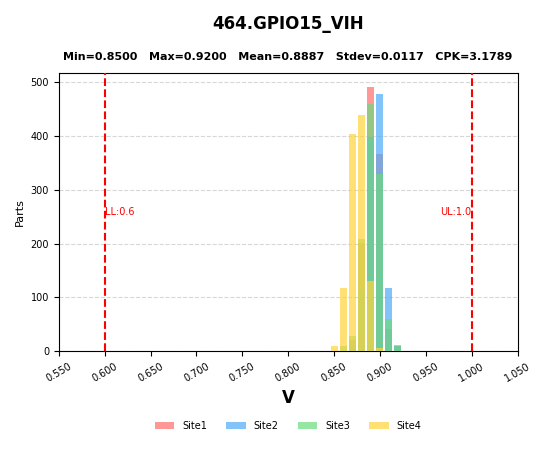 464.GPIO15_VIH
Min=0.8500 Max=0.9200 Mean=0.8887 Stdev=0.0117 CPK=3.1789
500
400
300
200
100
0
Parts
LL:0.6
UL:1.0
0.550 0.600 0.650 0.700 0.750 0.800 0.850 0.900 0.950 1.000 1.050
V
Site1 Site2 Site3 Site4